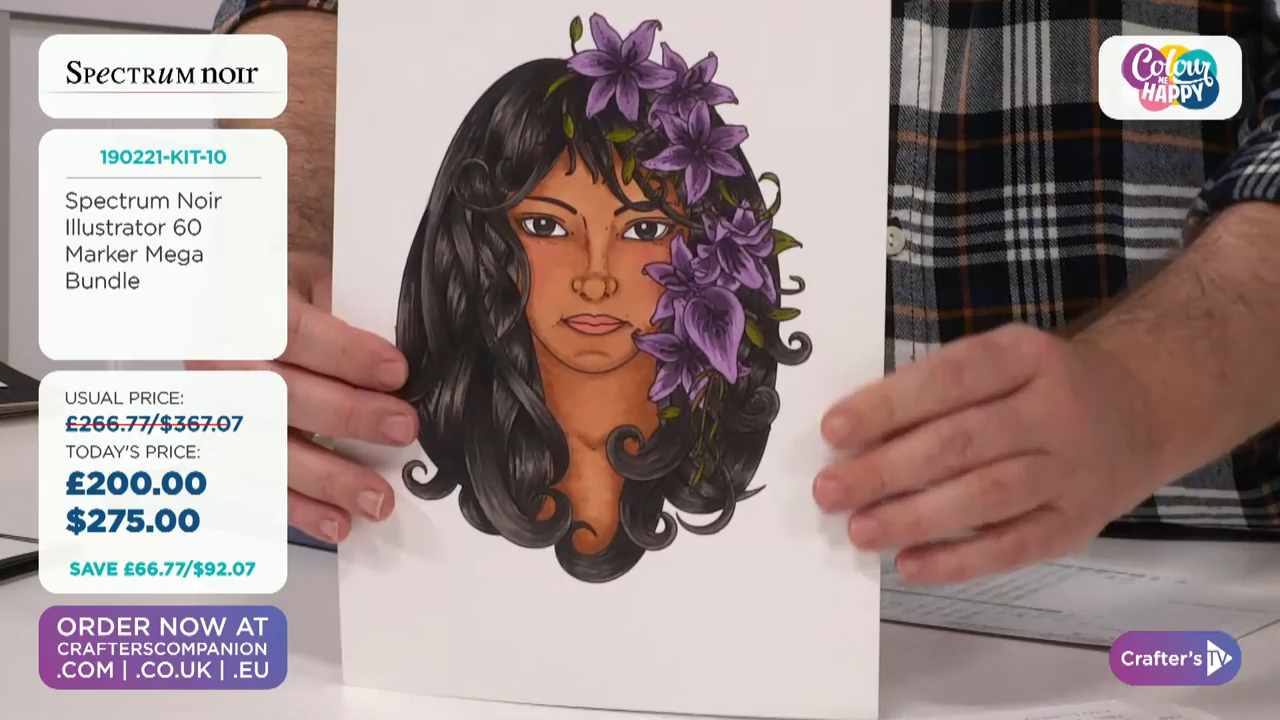 SPECTRUM NOIR
190221-KIT-10
Spectrum Noir
Illustrator 60
Marker Mega
Bundle
USUAL PRICE:
£266.77/$367.07
TODAY'S PRICE:
£200.00
$275.00
SAVE £66.77/$92.07
ORDER NOW AT
CRAFTERSCOMPANION
.COM | .CO.UK | .EU
Colour
ME
HAPPY
Crafter's TV